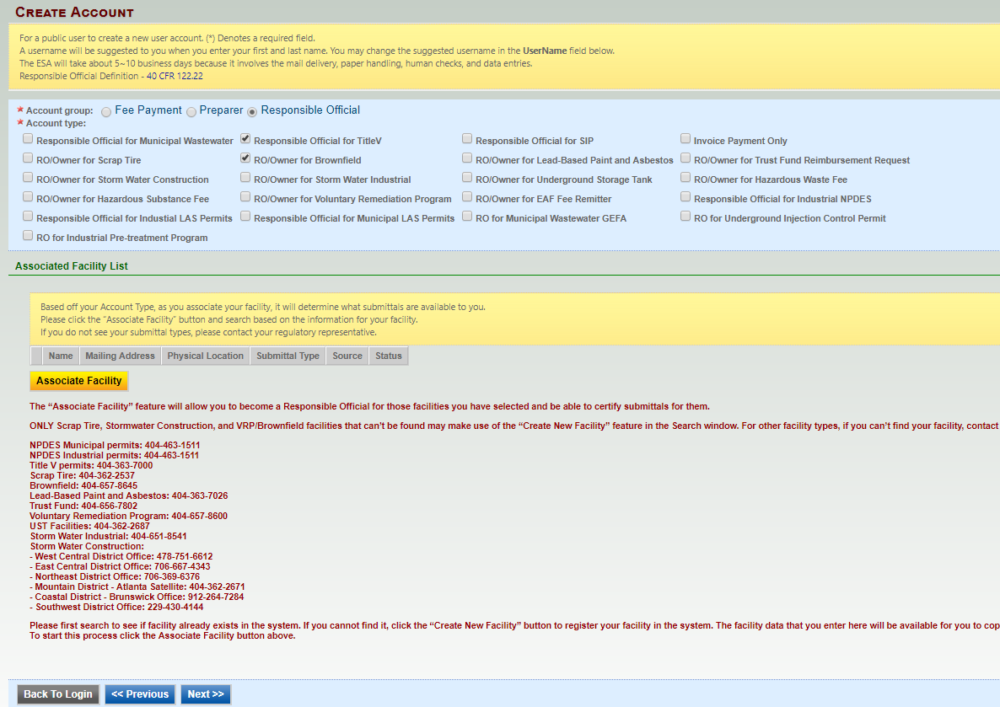 Create Account
For a public user to create a new user account. (*) Denotes a required field.
A username will be suggested to you when you enter your first and last name. You may change the suggested username in the UserName field below.
The ESA will take about 5~10 business days because it involves the mail delivery, paper handling, human checks, and data entries.
Responsible Official Definition - 40 CFR 122.22
* Account group: Fee Payment Preparer Responsible Official
* Account type:
Responsible Official for Municipal Wastewater Responsible Official for TitleV Responsible Official for SIP Invoice Payment Only
RO/Owner for Scrap Tire RO/Owner for Brownfield RO/Owner for Lead-Based Paint and Asbestos RO/Owner for Trust Fund Reimbursement Request
RO/Owner for Storm Water Construction RO/Owner for Storm Water Industrial RO/Owner for Underground Storage Tank RO/Owner for Hazardous Waste Fee
RO/Owner for Hazardous Substance Fee RO/Owner for Voluntary Remediation Program RO/Owner for EAF Fee Remitter Responsible Official for Industrial NPDES
Responsible Official for Industial LAS Permits Responsible Official for Municipal LAS Permits RO for Municipal Wastewater GEFA RO for Underground Injection Control Permit
RO for Industrial Pre-treatment Program
Associated Facility List
Based off your Account Type, as you associate your facility, it will determine what submittals are available to you.
Please click the "Associate Facility" button and search based on the information for your facility.
If you do not see your submittal types, please contact your regulatory representative.
Name Mailing Address Physical Location Submittal Type Source Status
Associate Facility
The “Associate Facility” feature will allow you to become a Responsible Official for those facilities you have selected and be able to certify submittals for them.
ONLY Scrap Tire, Stormwater Construction, and VRP/Brownfield facilities that can’t be found may make use of the “Create New Facility” feature in the Search window. For other facility types, if you can’t find your facility, contact
NPDES Municipal permits: 404-463-1511
NPDES Industrial permits: 404-463-1511
Title V permits: 404-363-7000
Scrap Tire: 404-362-2537
Brownfield: 404-657-8645
Lead-Based Paint and Asbestos: 404-363-7026
Trust Fund: 404-656-7802
Voluntary Remediation Program: 404-657-8600
UST Facilities: 404-362-2687
Storm Water Industrial: 404-651-8541
Storm Water Construction:
- West Central District Office: 478-751-6612
- East Central District Office: 706-667-4343
- Northeast District Office: 706-369-6376
- Mountain District - Atlanta Satellite: 404-362-2671
- Coastal District - Brunswick Office: 912-264-7284
- Southwest District Office: 229-430-4144
Please first search to see if facility already exists in the system. If you cannot find it, click the “Create New Facility” button to register your facility in the system. The facility data that you enter here will be available for you to cop
To start this process click the Associate Facility button above.
Back To Login << Previous Next >>